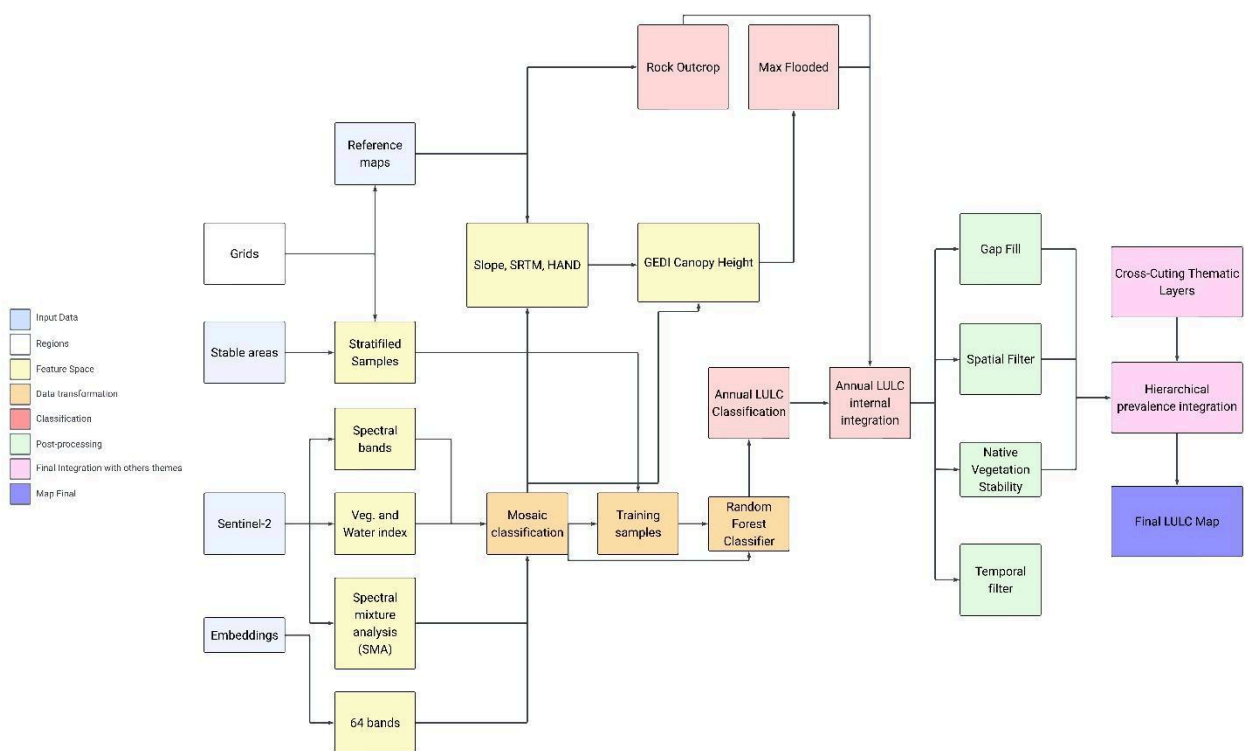 Rock Outcrop
Max Flooded
Reference
maps
Grids
Slope, SRTM, HAND
GEDI Canopy Height
Gap Fill
Cross-Cuting Thematic
Layers
Input Data
Regions
Feature Space
Data transformation
Classification
Post-processing
Final Integration with others themes
Map Final
Stable areas
Stratifiled
Samples
Annual LULC
Classification
Annual LULC
internal
integration
Spatial Filter
Hierarchical
prevalence integration
Spectral
bands
Native
Vegetation
Stability
Sentinel-2
Veg. and
Water index
Mosaic
classification
Training
samples
Random
Forest
Classifier
Final LULC Map
Temporal
filter
Embeddings
Spectral
mixture
analysis
(SMA)
64 bands